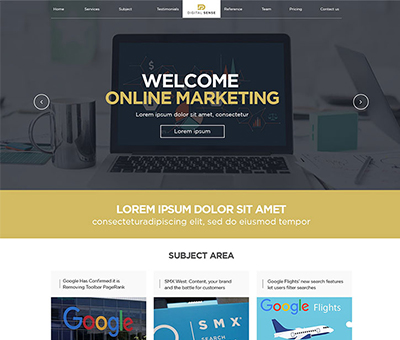 Home Services Subject Testimonials DIGITAL SENSE Reference Team Pricing Contact us
WELCOME
ONLINE MARKETING
Lorem ipsum dolor sit amet, consectetur
Lorem ipsum
LOREM IPSUM DOLOR SIT AMET
consecteturadipiscing elit, sed do eiusmod tempor
SUBJECT AREA
Google Has Confirmed it is
Removing Toolbar PageRank
SMX West: Content, your brand
and the battle for customers
Google Flights' new search features
let users filter searches
Google
SMX
SEARCH
Google Flights